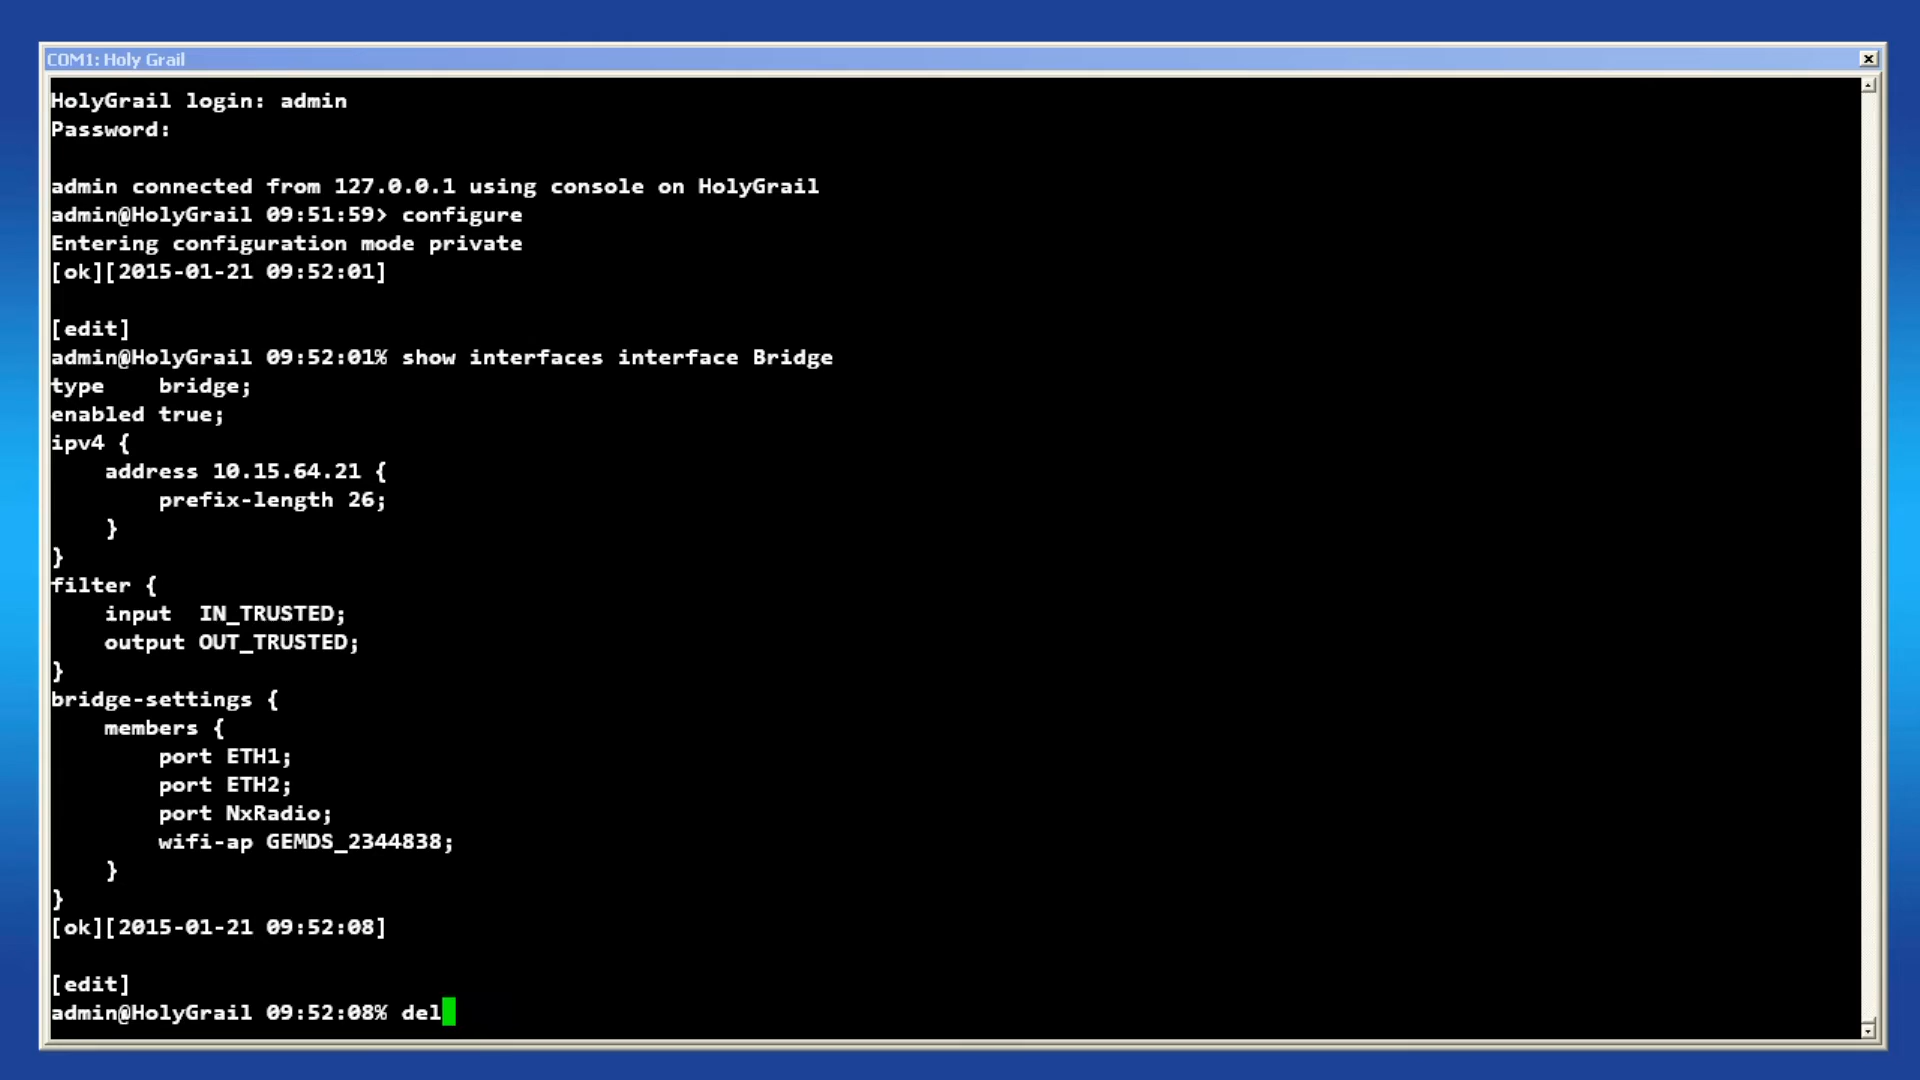 COM1: Holy Grail
HolyGrail login: admin
Password:
admin connected from 127.0.0.1 using console on HolyGrail
admin@HolyGrail 09:51:59> configure
Entering configuration mode private
[ok][2015-01-21 09:52:01]
[edit]
admin@HolyGrail 09:52:01% show interfaces interface Bridge
type    bridge;
enabled true;
ipv4 {
    address 10.15.64.21 {
        prefix-length 26;
    }
}
filter {
    input  IN_TRUSTED;
    output OUT_TRUSTED;
}
bridge-settings {
    members {
        port ETH1;
        port ETH2;
        port NxRadio;
        wifi-ap GEMDS_2344838;
    }
}
[ok][2015-01-21 09:52:08]
[edit]
admin@HolyGrail 09:52:08% del